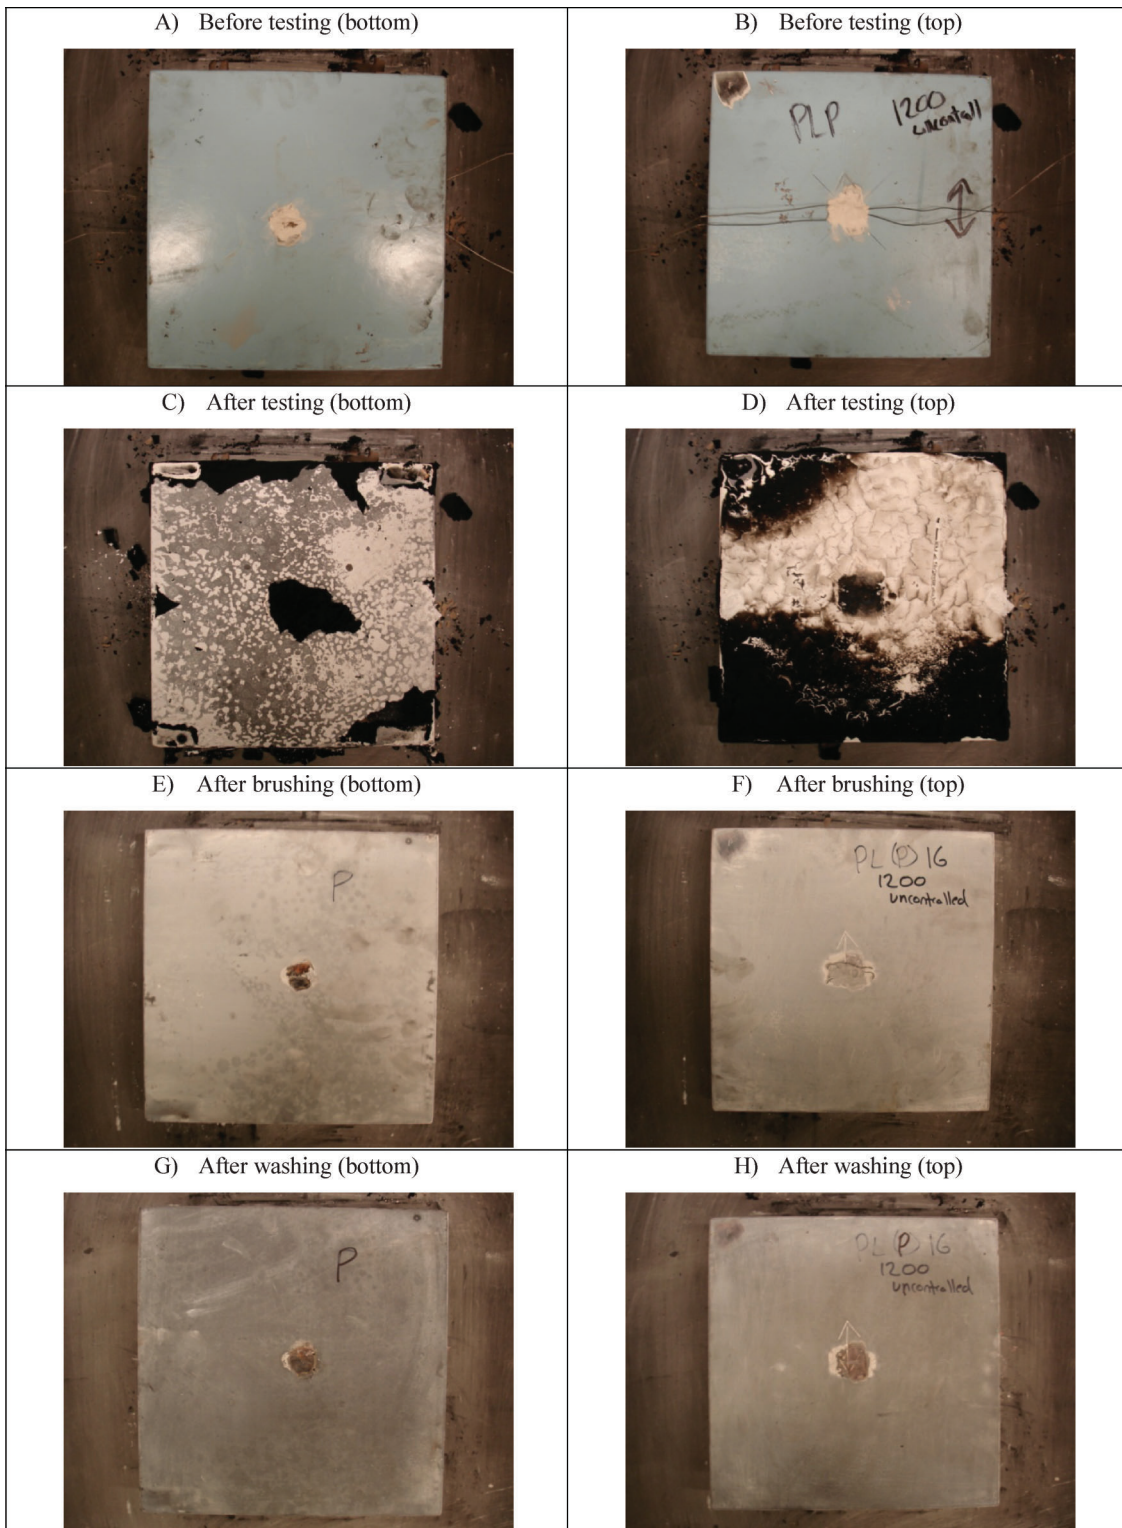 A) Before testing (bottom)
B) Before testing (top)
PLP
1200
uncontroll
C) After testing (bottom)
D) After testing (top)
E) After brushing (bottom)
F) After brushing (top)
P
PL (P) 16
1200
uncontrolled
G) After washing (bottom)
H) After washing (top)
P
PL (P) 16
1200
uncontrolled